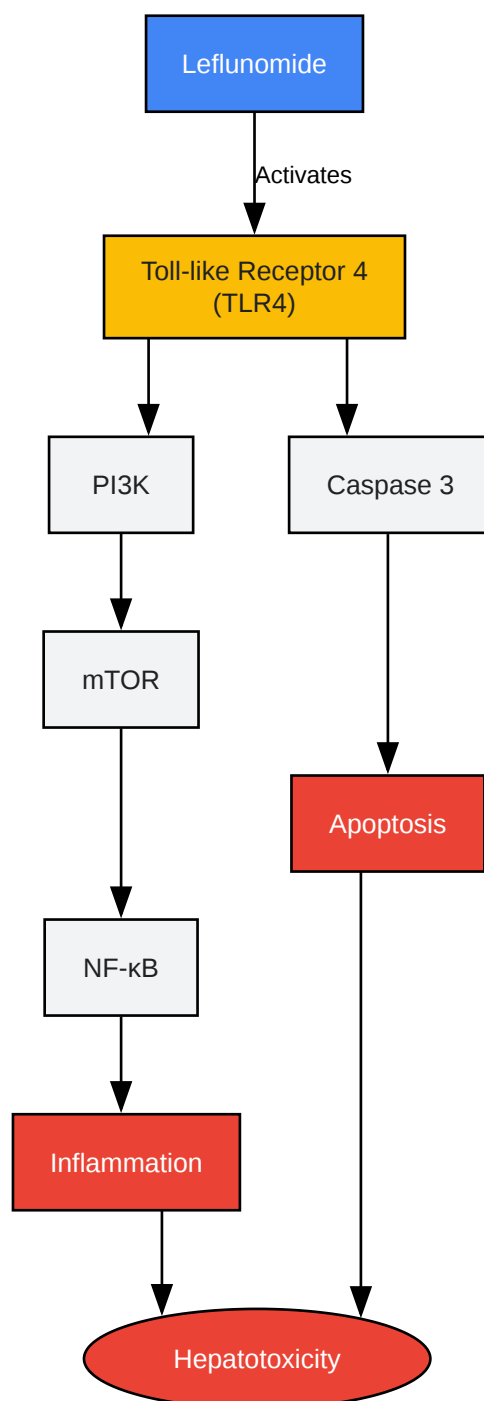 Leflunomide
Activates
Toll-like Receptor 4
(TLR4)
PI3K
Caspase 3
mTOR
Apoptosis
NF-κB
Inflammation
Hepatotoxicity